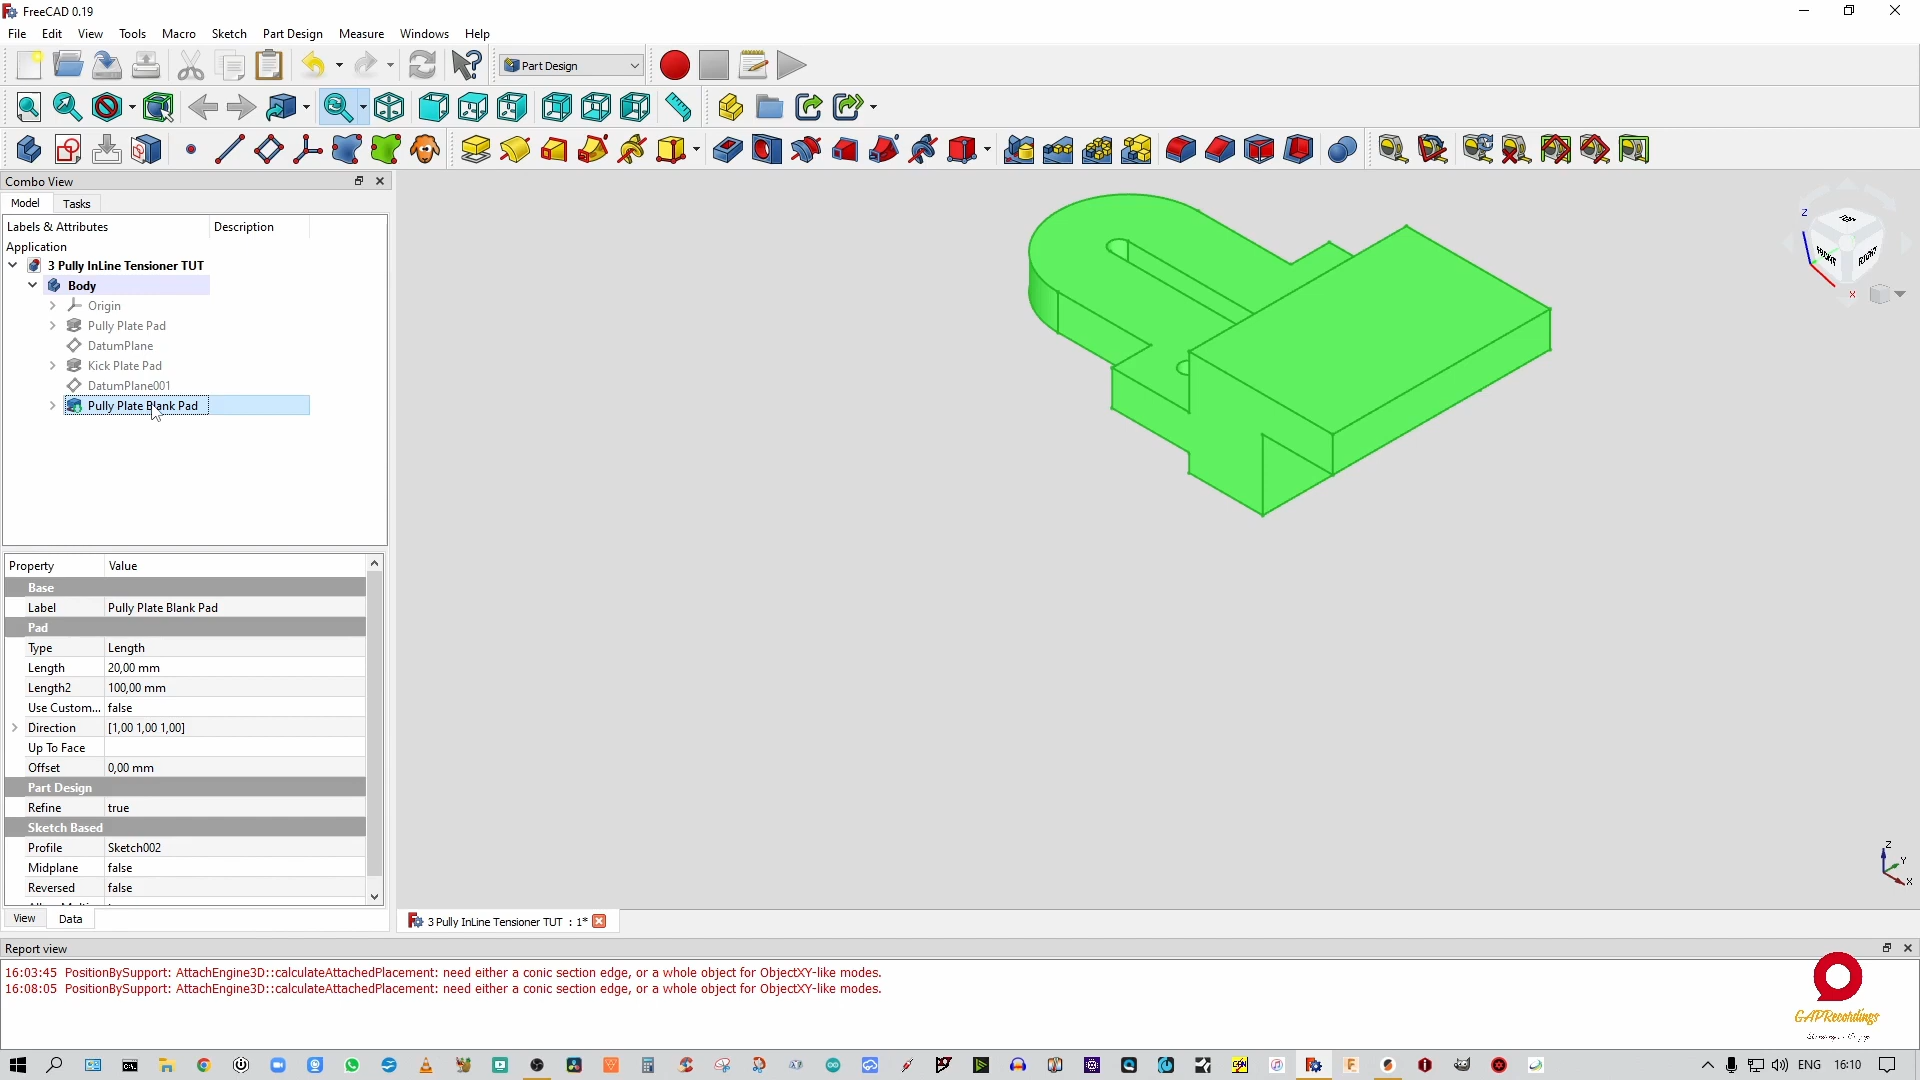 FreeCAD 0.19
File Edit View Tools Macro Sketch Part Design Measure Windows Help
Part Design
Combo View
Model Tasks
Labels & Attributes Description
Application
3 Pully InLine Tensioner TUT
Body
Origin
Pully Plate Pad
DatumPlane
Kick Plate Pad
DatumPlane001
Pully Plate Blank Pad
Property Value
Base
Label Pully Plate Blank Pad
Pad
Type Length
Length 20,00 mm
Length2 100,00 mm
Use Custom... false
Direction [1,00 1,00 1,00]
Up To Face
Offset 0,00 mm
Part Design
Refine true
Sketch Based
Profile Sketch002
Midplane false
Reversed false
View Data
3 Pully InLine Tensioner TUT : 1*
Z
TOP
FRONT RIGHT
X
Z
Y
X
Report view
16:03:45 PositionBySupport: AttachEngine3D::calculateAttachedPlacement: need either a conic section edge, or a whole object for ObjectXY-like modes.
16:08:05 PositionBySupport: AttachEngine3D::calculateAttachedPlacement: need either a conic section edge, or a whole object for ObjectXY-like modes.
GAPRecordings
ENG 16:10